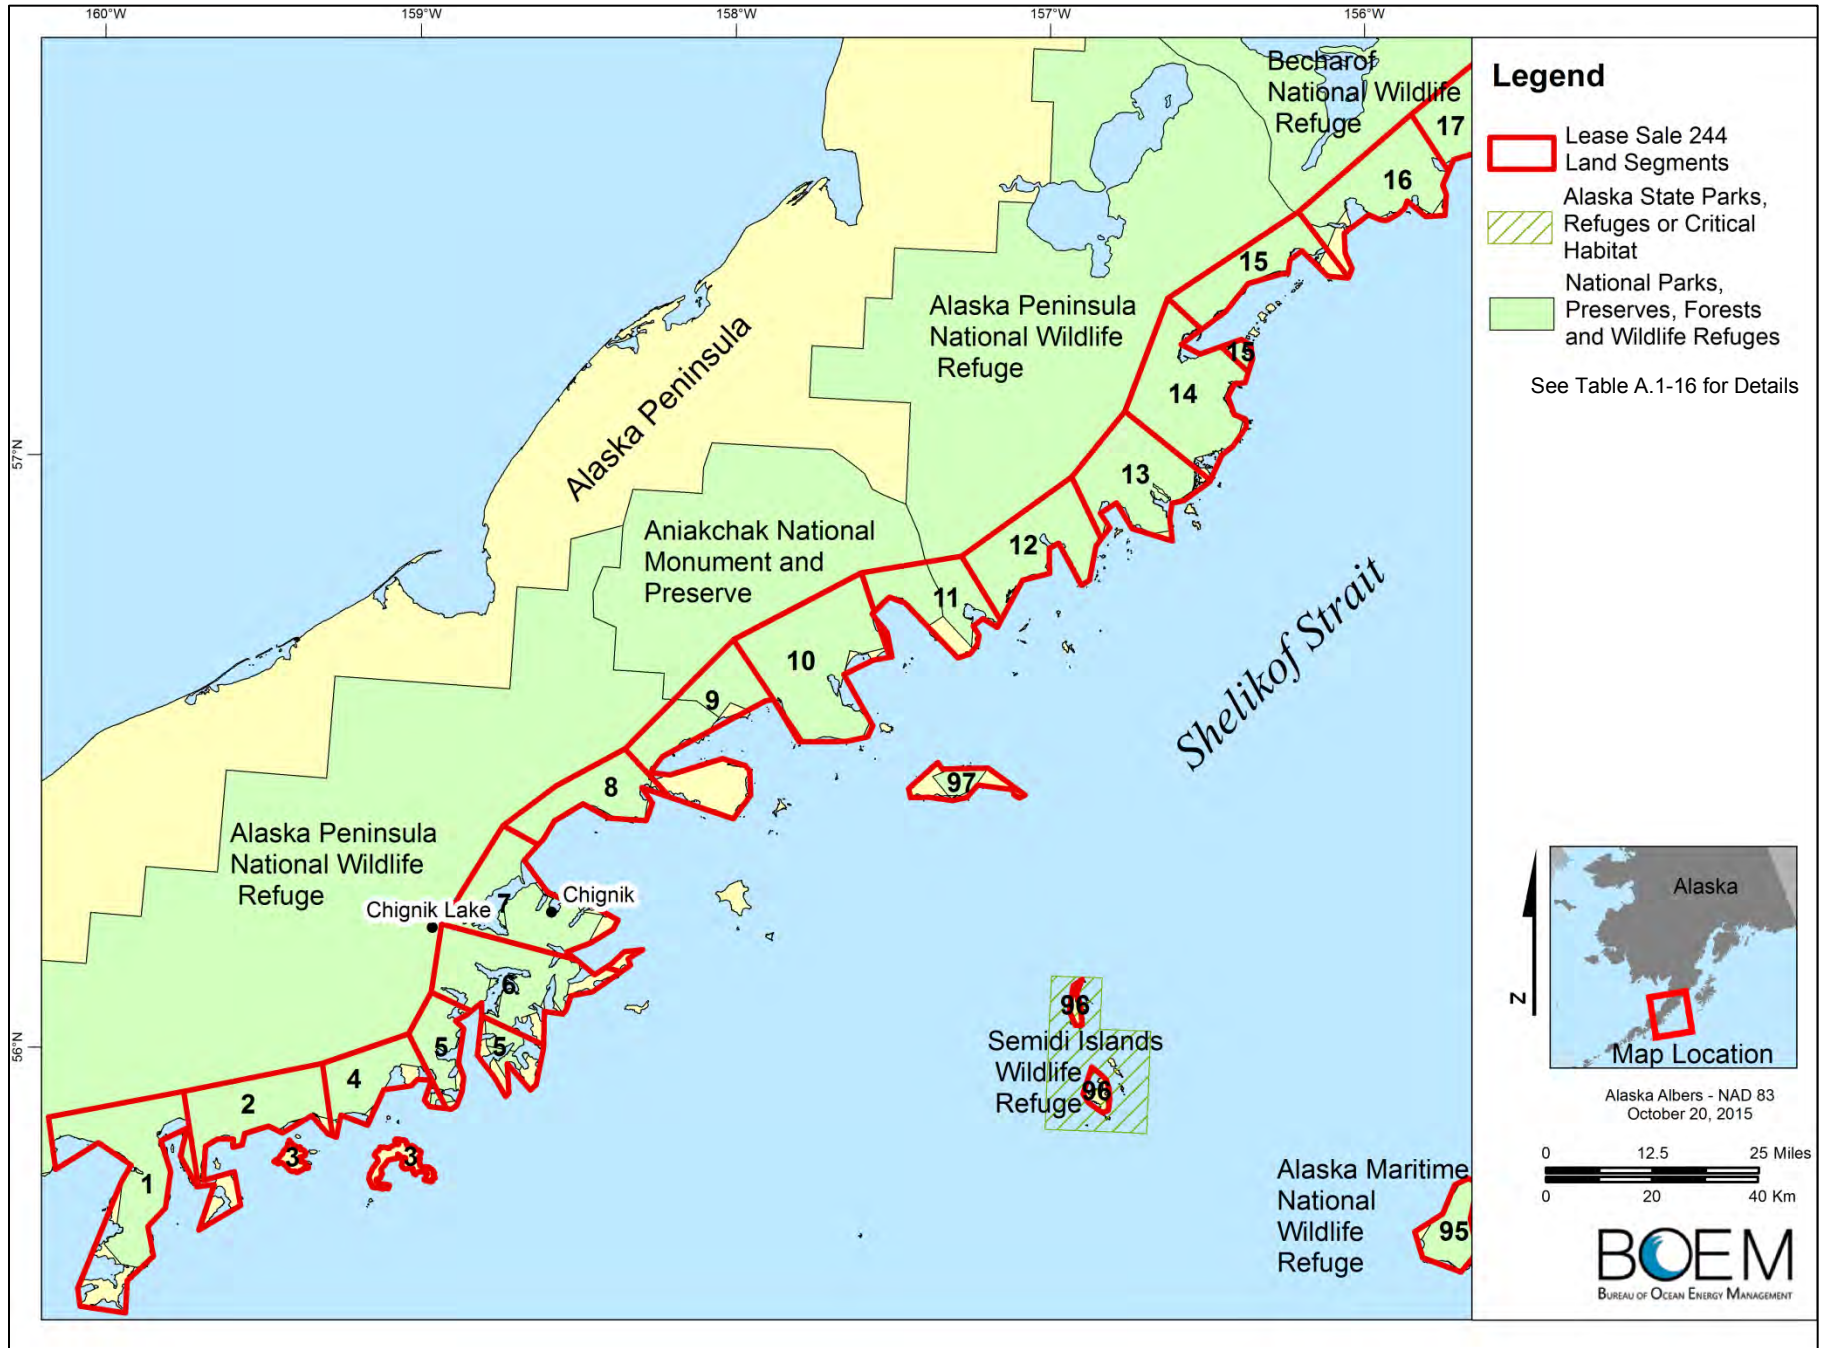 160°W
159°W
158°W
157°W
156°W
57°N
56°N
Becharof
National Wildlife
Refuge
17
16
15
15
14
13
12
11
10
9
8
7
6
5
5
4
3
3
2
1
97
96
96
95
Alaska Peninsula
National Wildlife
Refuge
Alaska Peninsula
Aniakchak National
Monument and
Preserve
Shelikof Strait
Alaska Peninsula
National Wildlife
Refuge
Chignik Lake
Chignik
Semidi Islands
Wildlife
Refuge
Alaska Maritime
National
Wildlife
Refuge
Legend
Lease Sale 244
Land Segments
Alaska State Parks,
Refuges or Critical
Habitat
National Parks,
Preserves, Forests
and Wildlife Refuges
See Table A.1-16 for Details
N
Alaska
Map Location
Alaska Albers - NAD 83
October 20, 2015
0 12.5 25 Miles
0 20 40 Km
BOEM
BUREAU OF OCEAN ENERGY MANAGEMENT